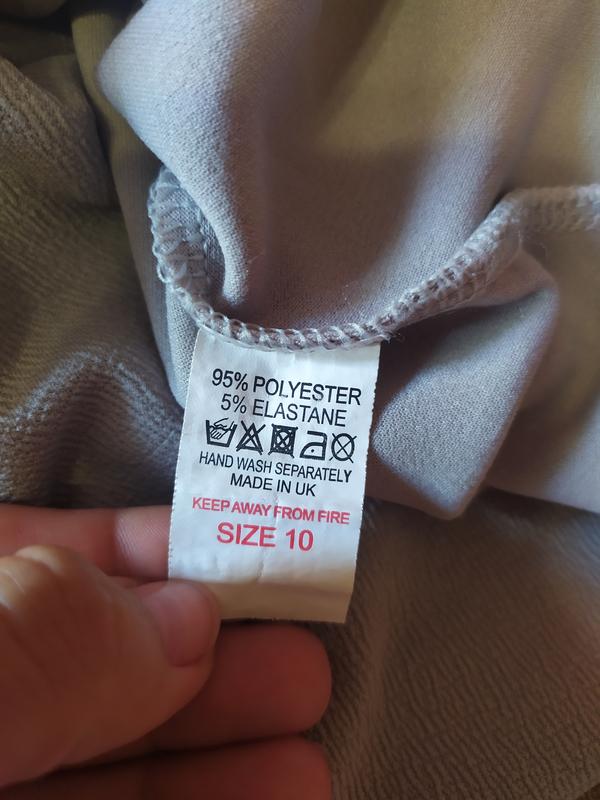 95% POLYESTER
5% ELASTANE
HAND WASH SEPARATELY
MADE IN UK
KEEP AWAY FROM FIRE
SIZE 10